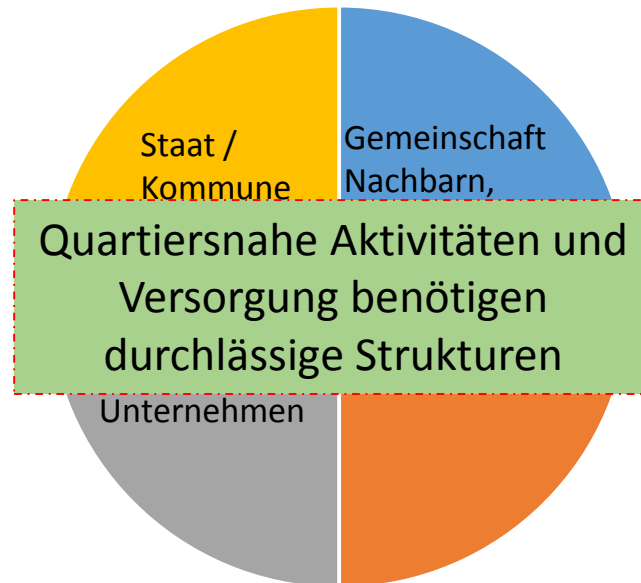 Staat /
Kommune
Gemeinschaft
Nachbarn,
Quartiersnahe Aktivitäten und
Versorgung benötigen
durchlässige Strukturen
Unternehmen